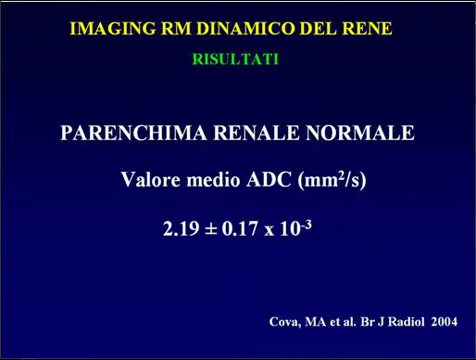 IMAGING RM DINAMICO DEL RENE
RISULTATI
PARENCHIMA RENALE NORMALE
Valore medio ADC (mm²/s)
2.19 ± 0.17 x 10⁻³
Cova, MA et al. Br J Radiol 2004